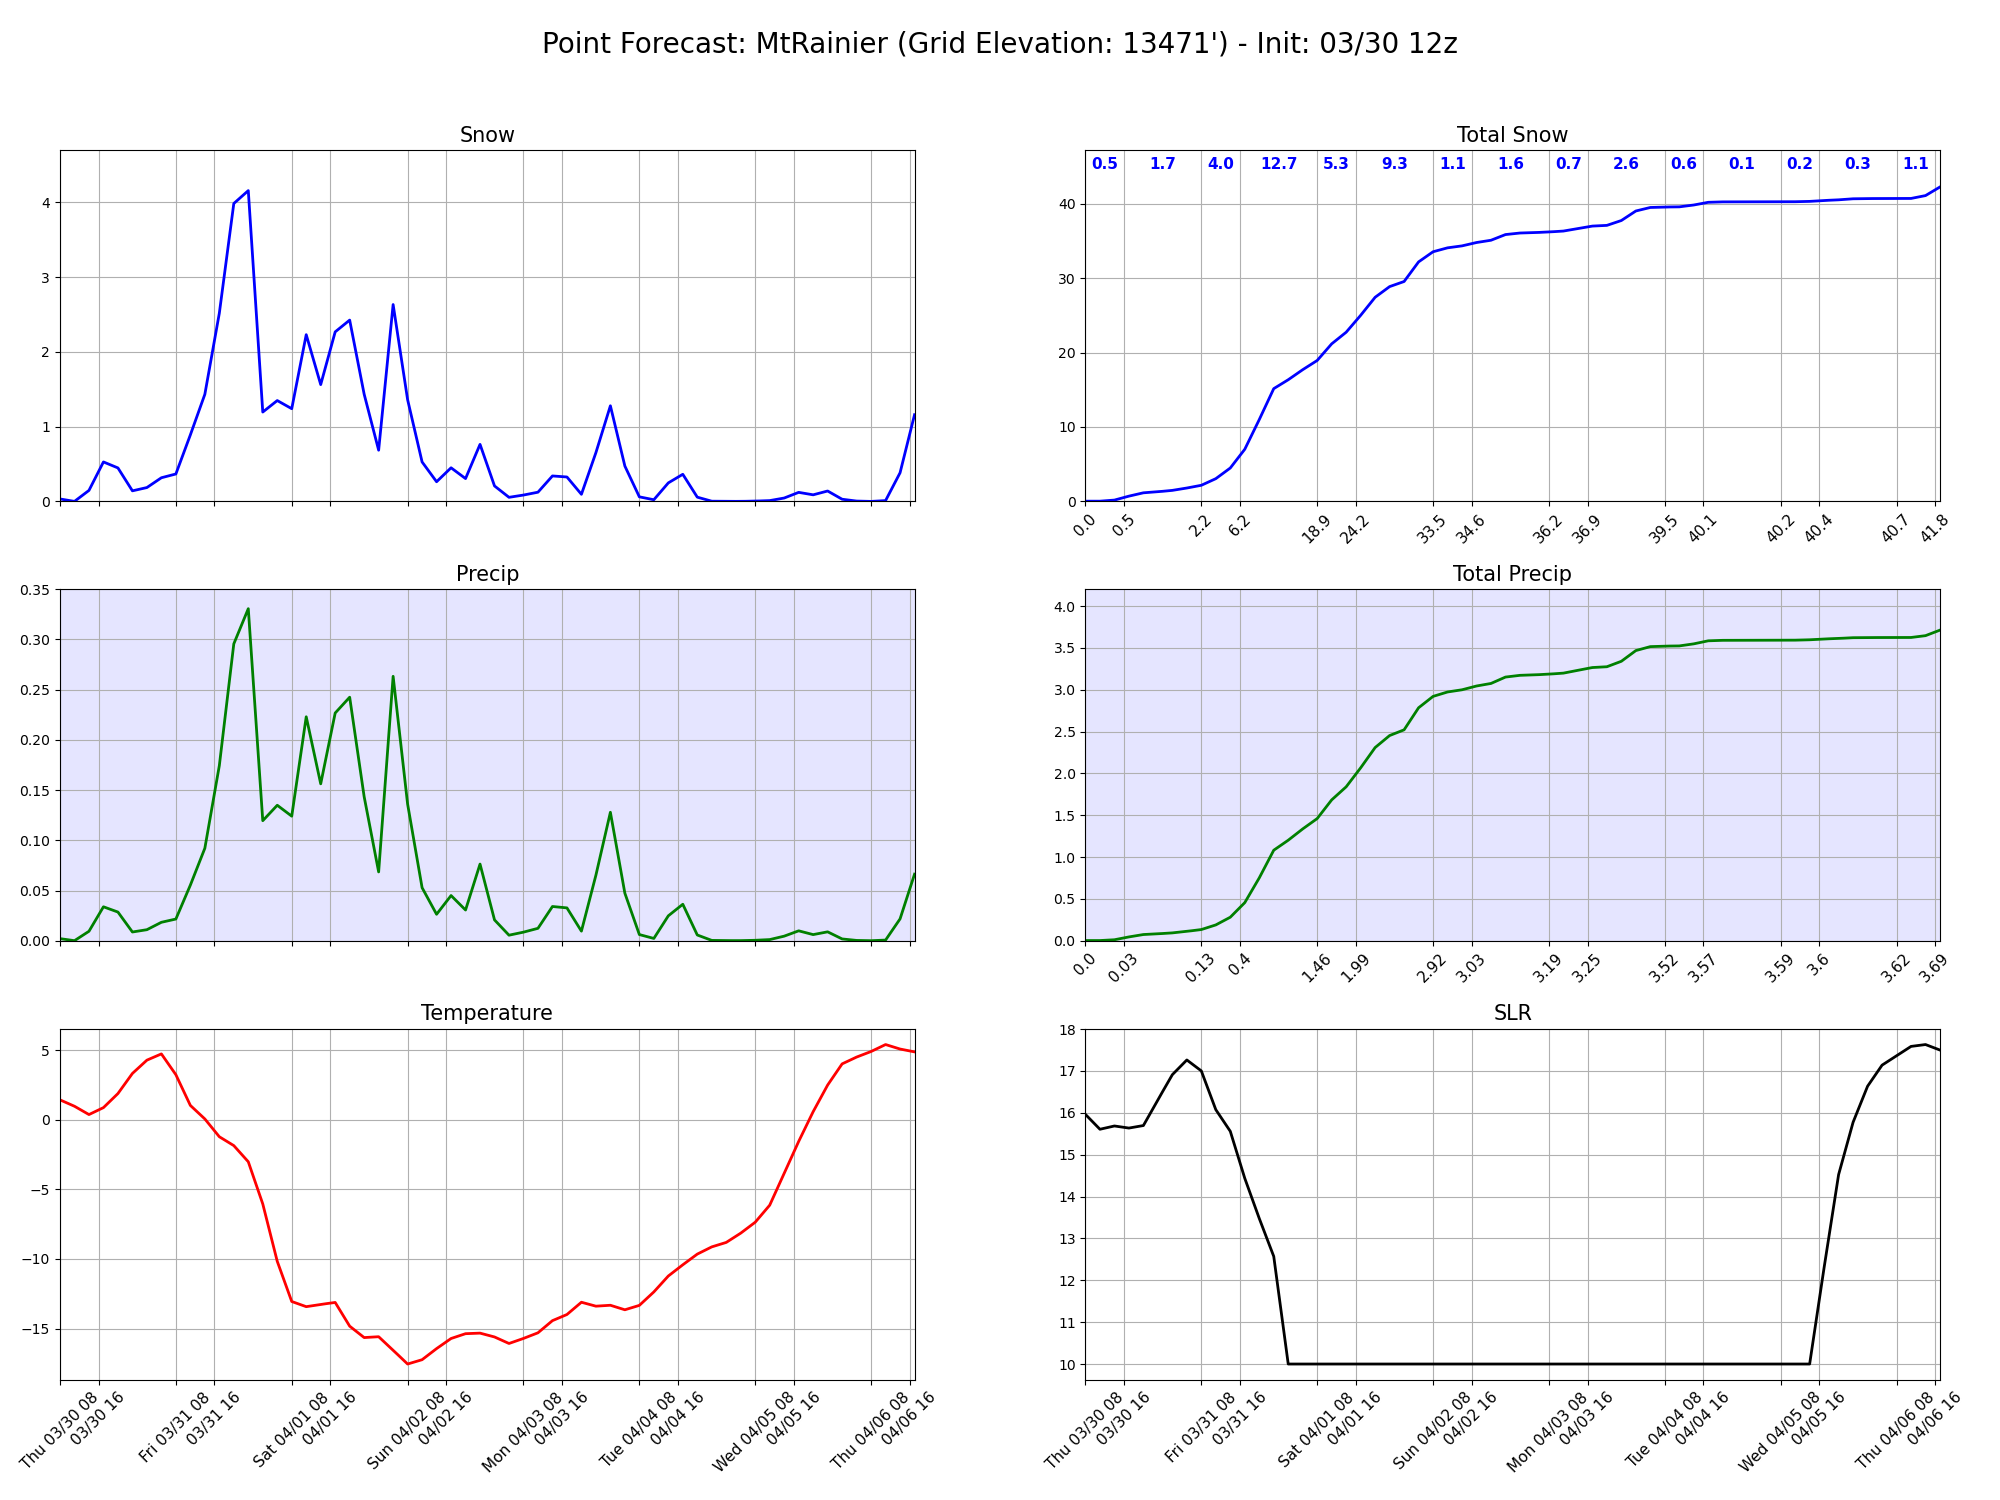 Point Forecast: MtRainier (Grid Elevation: 13471') - Init: 03/30 12z
Snow
4
3
2
1
0
Total Snow
0.5 1.7 4.0 12.7 5.3 9.3 1.1 1.6 0.7 2.6 0.6 0.1 0.2 0.3 1.1
40
30
20
10
0
0.0 0.5 2.2 6.2 18.9 24.2 33.5 34.6 36.2 36.9 39.5 40.1 40.2 40.4 40.7 41.8
Precip
0.35
0.30
0.25
0.20
0.15
0.10
0.05
0.00
Total Precip
4.0
3.5
3.0
2.5
2.0
1.5
1.0
0.5
0.0
0.0 0.03 0.13 0.4 1.46 1.99 2.92 3.03 3.19 3.25 3.52 3.57 3.59 3.6 3.62 3.69
Temperature
5
0
−5
−10
−15
Thu 03/30 08
03/30 16
Fri 03/31 08
03/31 16
Sat 04/01 08
04/01 16
Sun 04/02 08
04/02 16
Mon 04/03 08
04/03 16
Tue 04/04 08
04/04 16
Wed 04/05 08
04/05 16
Thu 04/06 08
04/06 16
SLR
18
17
16
15
14
13
12
11
10
Thu 03/30 08
03/30 16
Fri 03/31 08
03/31 16
Sat 04/01 08
04/01 16
Sun 04/02 08
04/02 16
Mon 04/03 08
04/03 16
Tue 04/04 08
04/04 16
Wed 04/05 08
04/05 16
Thu 04/06 08
04/06 16